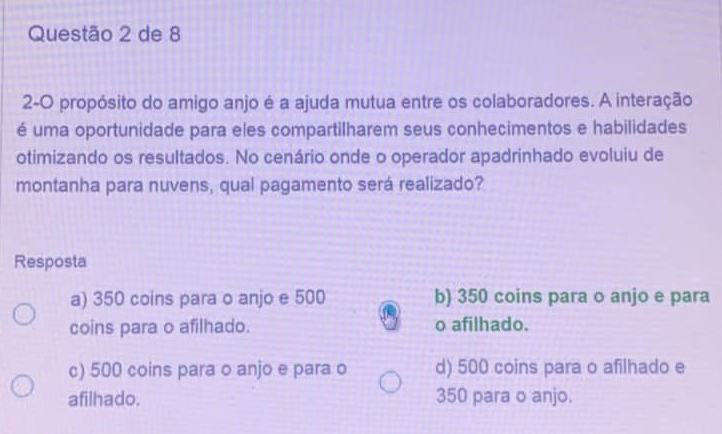 Questão 2 de 8
2-O propósito do amigo anjo é a ajuda mutua entre os colaboradores. A interação
é uma oportunidade para eles compartilharem seus conhecimentos e habilidades
otimizando os resultados. No cenário onde o operador apadrinhado evoluiu de
montanha para nuvens, qual pagamento será realizado?
Resposta
a) 350 coins para o anjo e 500
coins para o afilhado.
b) 350 coins para o anjo e para
o afilhado.
c) 500 coins para o anjo e para o
afilhado.
d) 500 coins para o afilhado e
350 para o anjo.